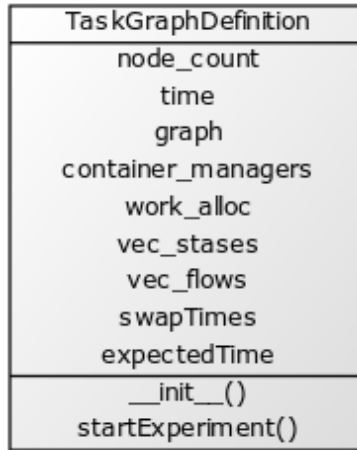 TaskGraphDefinition
node_count
time
graph
container_managers
work_alloc
vec_stases
vec_flows
swapTimes
expectedTime
__init__()
startExperiment()